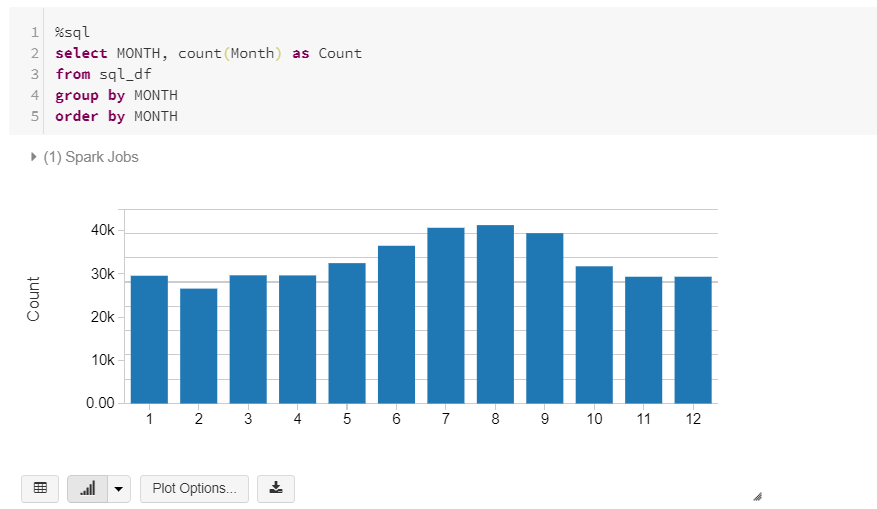 1 %sql
2 select MONTH, count(Month) as Count
3 from sql_df
4 group by MONTH
5 order by MONTH
(1) Spark Jobs
40k
30k
20k
10k
0.00
Count
1 2 3 4 5 6 7 8 9 10 11 12
Plot Options...